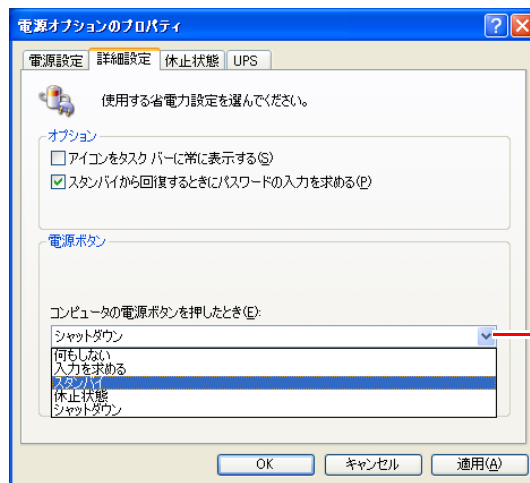 電源オプションのプロパティ
電源設定 詳細設定 休止状態 UPS
使用する省電力設定を選んでください。
オプション
アイコンをタスク バーに常に表示する(S)
スタンバイから回復するときにパスワードの入力を求める(P)
電源ボタン
コンピュータの電源ボタンを押したとき(E):
シャットダウン
何もしない
入力を求める
スタンバイ
休止状態
シャットダウン
OK キャンセル 適用(A)